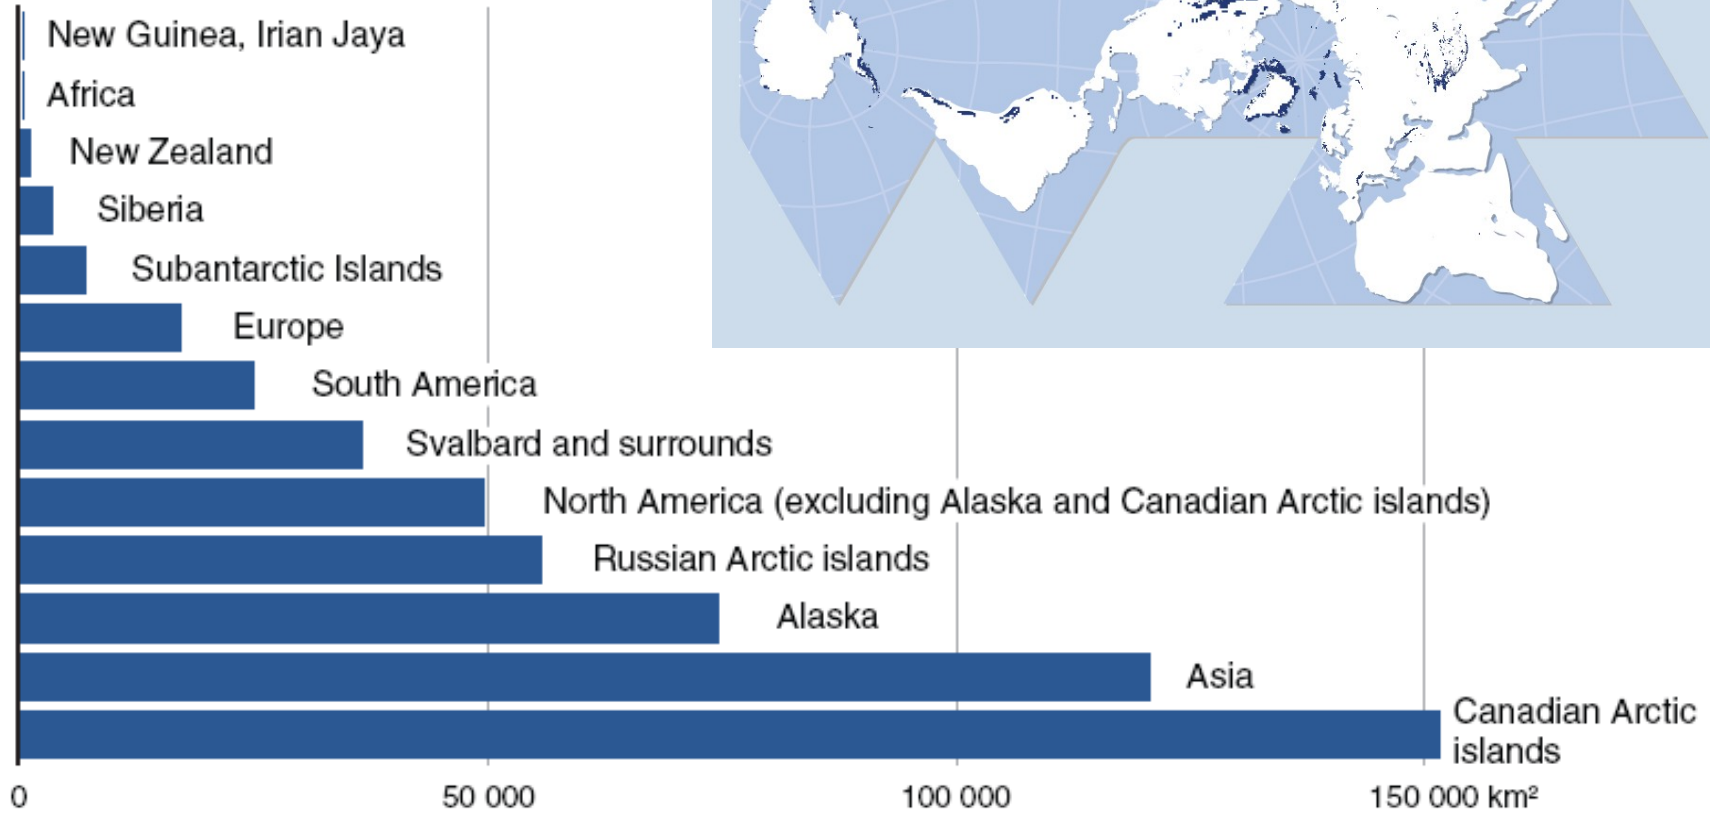 New Guinea, Irian Jaya
Africa
New Zealand
Siberia
Subantarctic Islands
Europe
South America
Svalbard and surrounds
North America (excluding Alaska and Canadian Arctic islands)
Russian Arctic islands
Alaska
Asia
Canadian Arctic
islands
0 50 000 100 000 150 000 km²